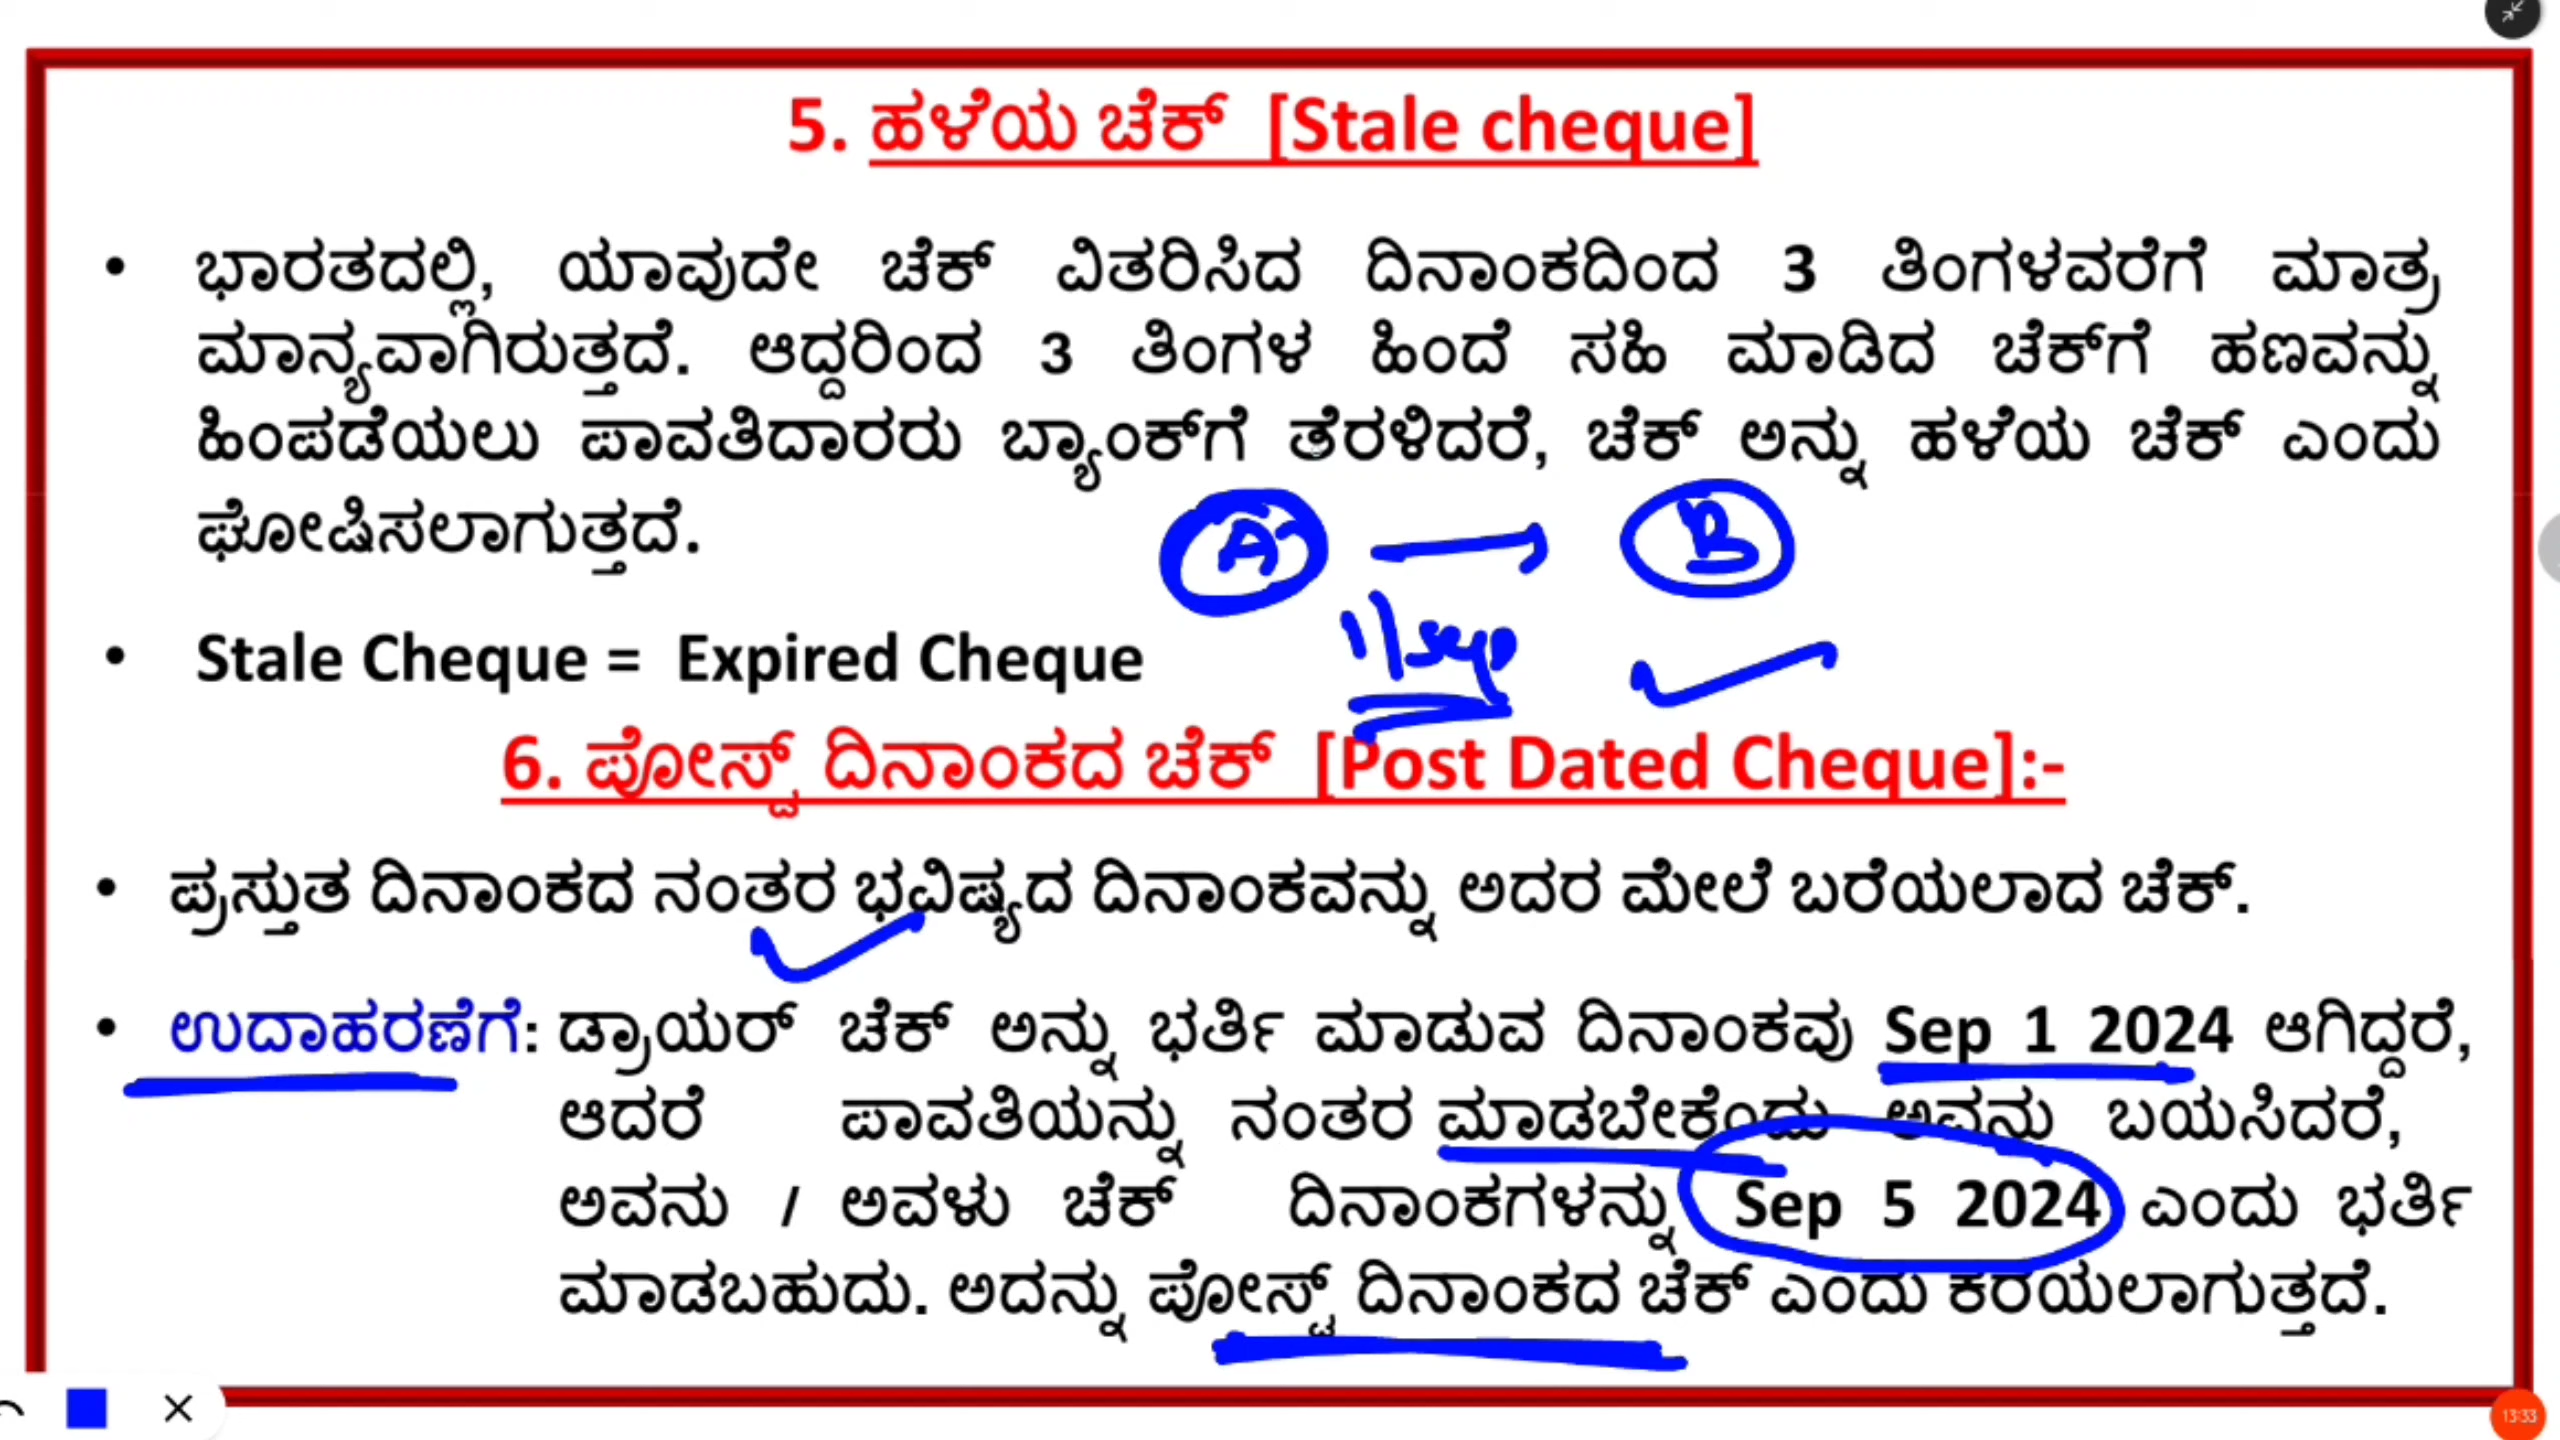 5. ಹಳೆಯ ಚೆಕ್ [Stale cheque]
• ಭಾರತದಲ್ಲಿ, ಯಾವುದೇ ಚೆಕ್ ವಿತರಿಸಿದ ದಿನಾಂಕದಿಂದ 3 ತಿಂಗಳವರೆಗೆ ಮಾತ್ರ
ಮಾನ್ಯವಾಗಿರುತ್ತದೆ. ಆದ್ದರಿಂದ 3 ತಿಂಗಳ ಹಿಂದೆ ಸಹಿ ಮಾಡಿದ ಚೆಕ್‌ಗೆ ಹಣವನ್ನು
ಹಿಂಪಡೆಯಲು ಪಾವತಿದಾರರು ಬ್ಯಾಂಕ್‌ಗೆ ತೆರಳಿದರೆ, ಚೆಕ್ ಅನ್ನು ಹಳೆಯ ಚೆಕ್ ಎಂದು
ಘೋಷಿಸಲಾಗುತ್ತದೆ.
A B
1/sep
• Stale Cheque = Expired Cheque
6. ಪೋಸ್ಟ್ ದಿನಾಂಕದ ಚೆಕ್ [Post Dated Cheque]:-
• ಪ್ರಸ್ತುತ ದಿನಾಂಕದ ನಂತರ ಭವಿಷ್ಯದ ದಿನಾಂಕವನ್ನು ಅದರ ಮೇಲೆ ಬರೆಯಲಾದ ಚೆಕ್.
• ಉದಾಹರಣೆಗೆ: ಡ್ರಾಯರ್ ಚೆಕ್ ಅನ್ನು ಭರ್ತಿ ಮಾಡುವ ದಿನಾಂಕವು Sep 1 2024 ಆಗಿದ್ದರೆ,
ಆದರೆ ಪಾವತಿಯನ್ನು ನಂತರ ಮಾಡಬೇಕೆಂದು ಅವನು ಬಯಸಿದರೆ,
ಅವನು / ಅವಳು ಚೆಕ್ ದಿನಾಂಕಗಳನ್ನು Sep 5 2024 ಎಂದು ಭರ್ತಿ
ಮಾಡಬಹುದು. ಅದನ್ನು ಪೋಸ್ಟ್ ದಿನಾಂಕದ ಚೆಕ್ ಎಂದು ಕರೆಯಲಾಗುತ್ತದೆ.
13:33